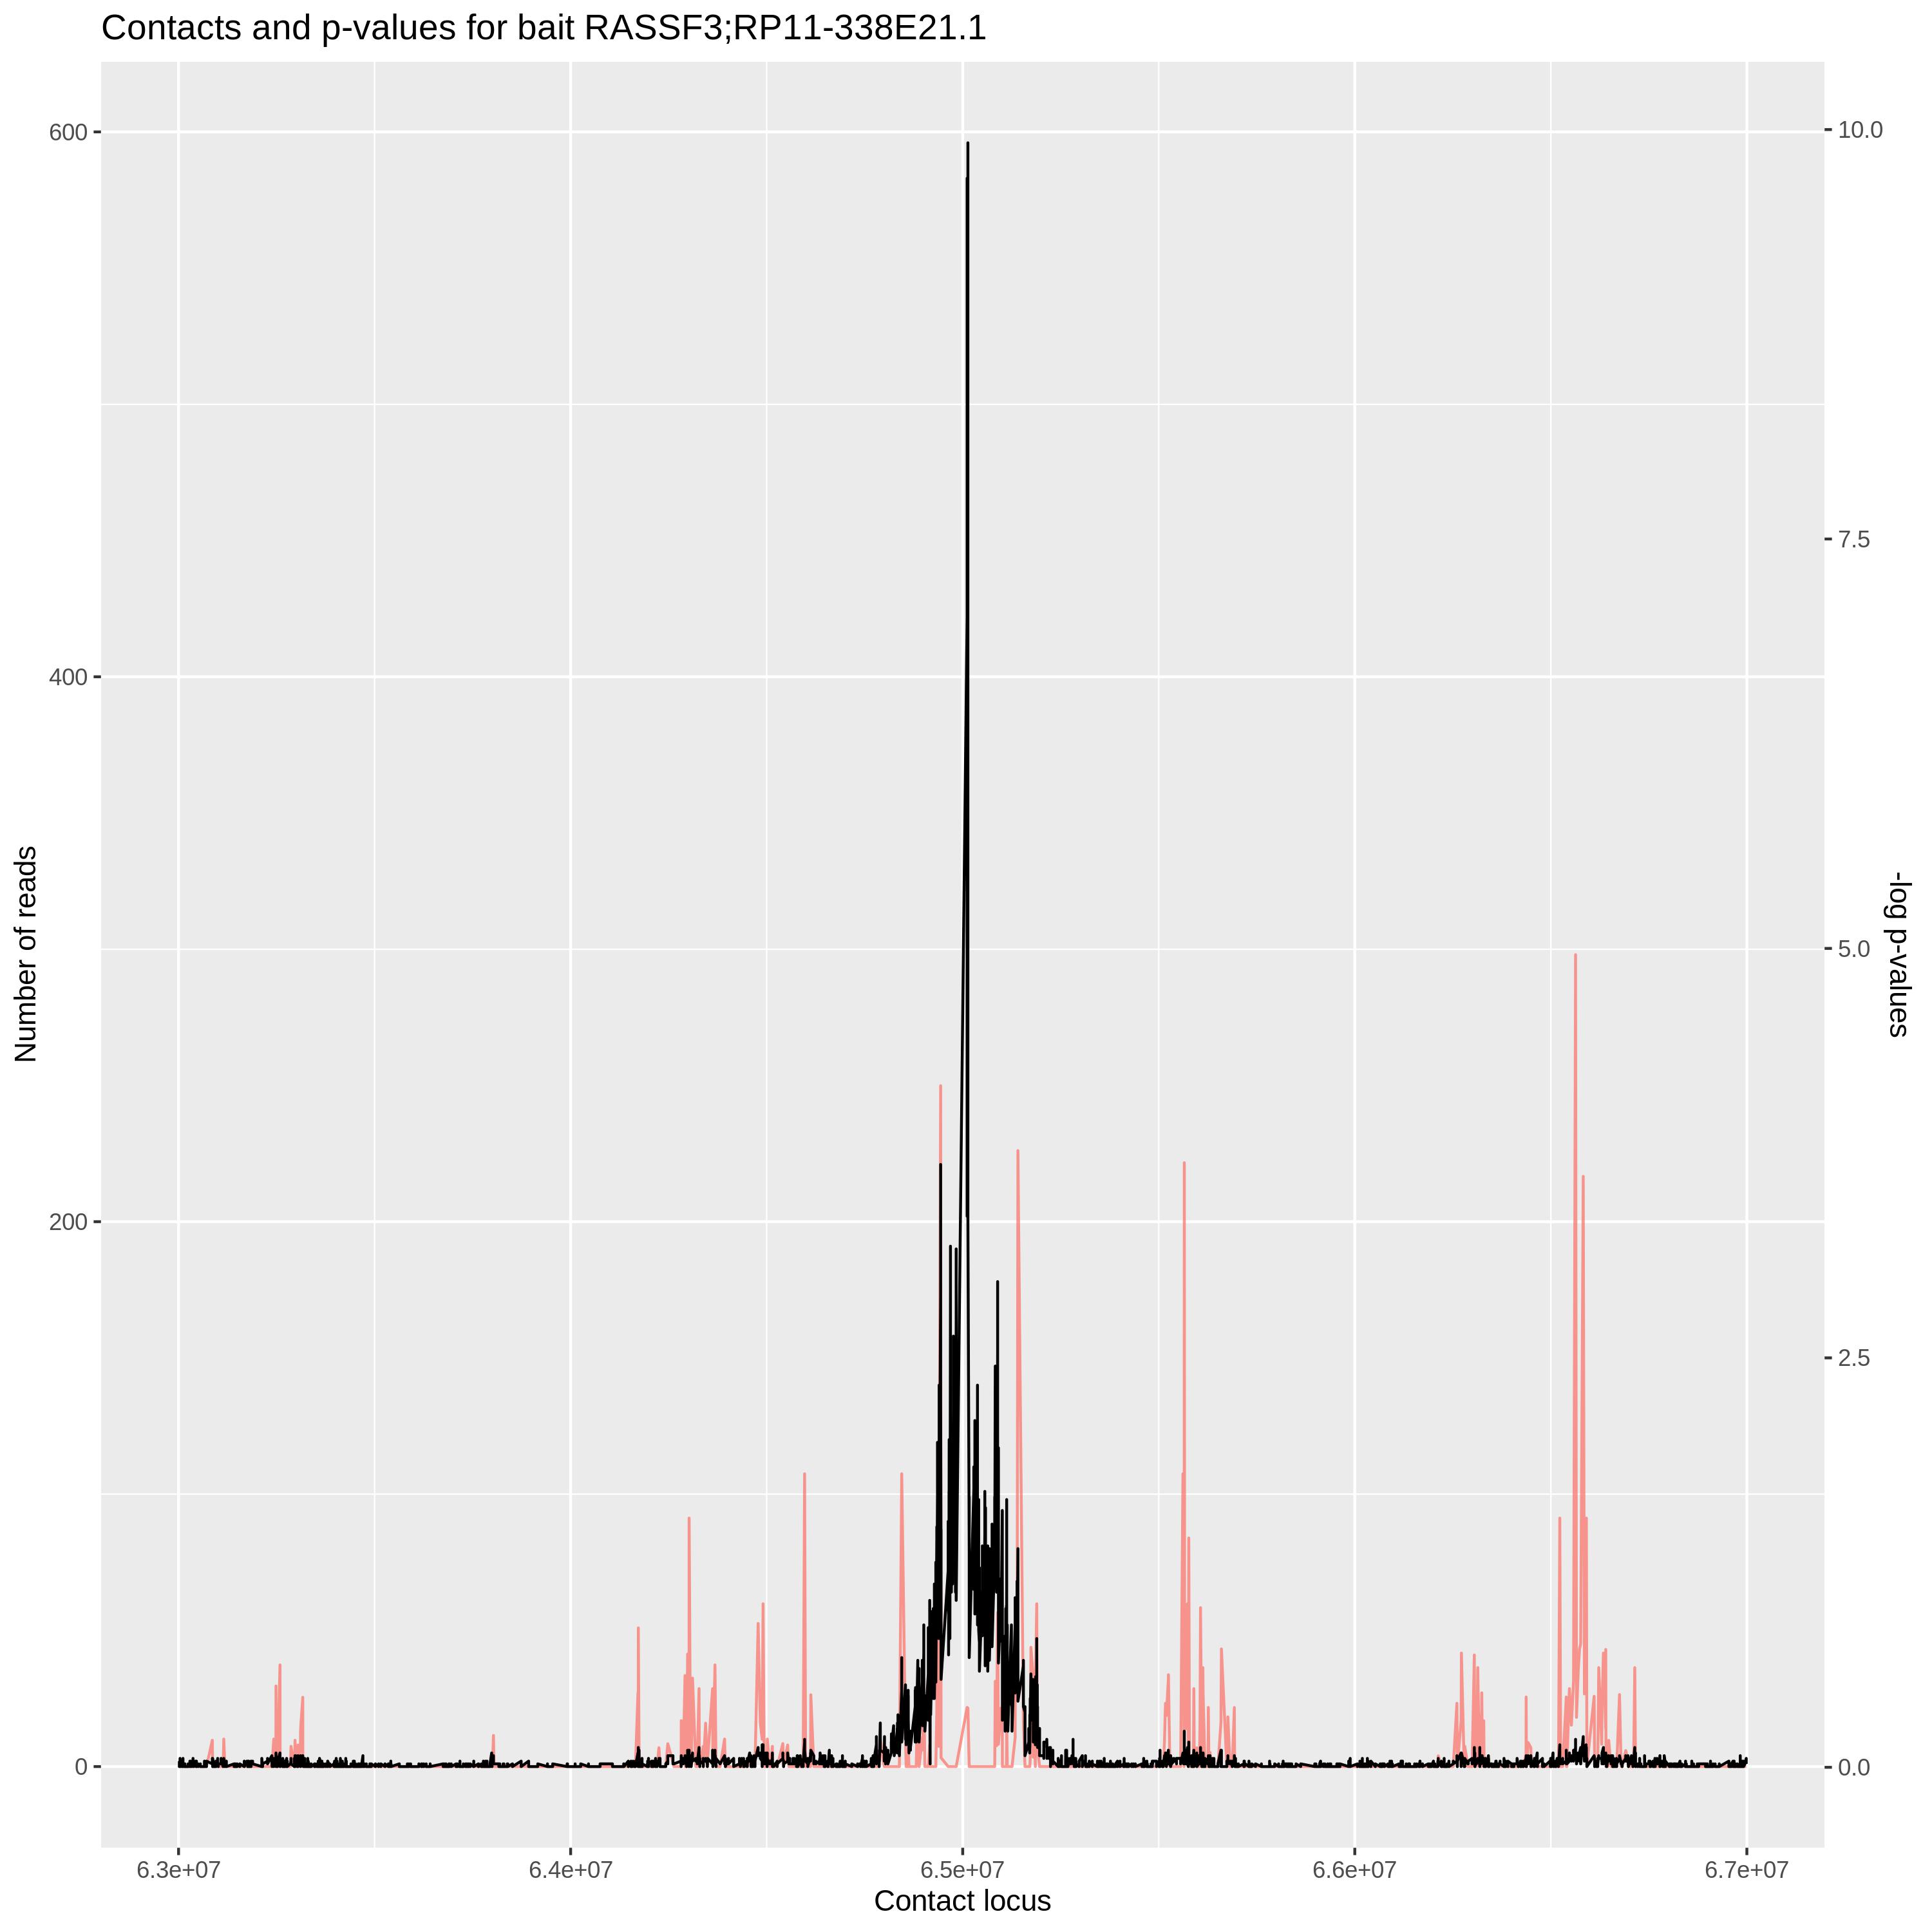 Contacts and p-values for bait RASSF3;RP11-338E21.1
600
400
200
0
Number of reads
10.0
7.5
5.0
2.5
0.0
-log p-values
6.3e+07
6.4e+07
6.5e+07
6.6e+07
6.7e+07
Contact locus